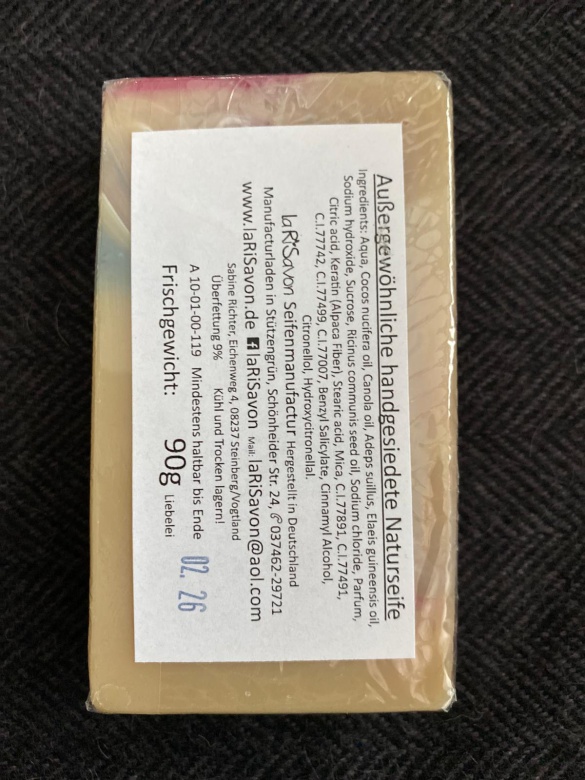 Außergewöhnliche handgesiedete Naturseife
Ingredients: Aqua, Cocos nucifera oil, Canola oil, Adeps suillus, Elaeis guineensis oil,
Sodium hydroxide, Sucrose, Ricinus communis seed oil, Sodium chloride, Parfum,
Citric acid, Keratin (Alpaca Fiber), Stearic acid, Mica, C.I.77891, C.I.77491,
C.I.77742, C.I.77499, C.I.77007, Benzyl Salicylate, Cinnamyl Alcohol,
Citronellol, Hydroxycitronellal.
laRiSavon Seifenmanufactur Hergestellt in Deutschland
Manufacturladen in Stützengrün, Schönheider Str. 24, ✆ 037462-29721
www.laRiSavon.de f laRiSavon Mail: laRiSavon@aol.com
Sabine Richter, Eichenweg 4, 08237 Steinberg/Vogtland
Überfettung 9% Kühl und Trocken lagern!
A 10-01-00-119 Mindestens haltbar bis Ende 02. 26
Frischgewicht: 90g Liebelei